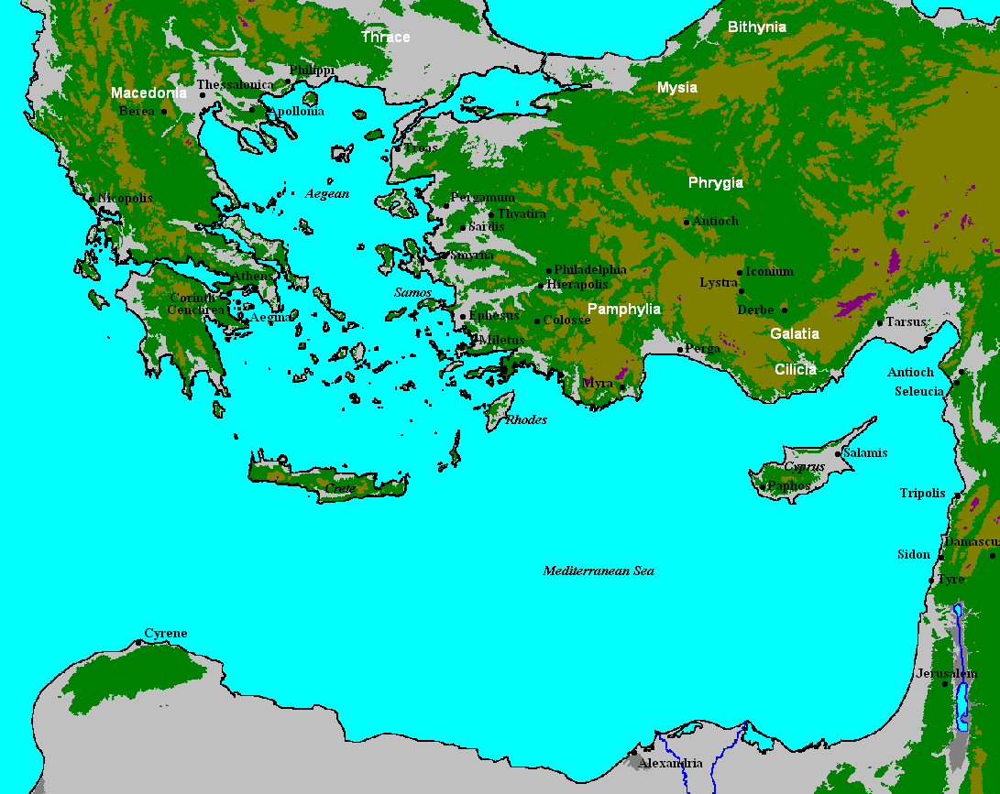 Bithynia
Thrace
Philippi
Thessalonica
Mysia
Macedonia
Berea
Apollonia
Troas
Phrygia
Aegean
Nicopolis
Pergamum
Thyatira
Antioch
Sardis
Smyrna
Philadelphia
Iconium
Athens
Lystra
Hierapolis
Samos
Corinth
Cenchrea
Pamphylia
Derbe
Aegina
Ephesus
Colosse
Tarsus
Galatia
Miletus
Perga
Cilicia
Antioch
Myra
Seleucia
Rhodes
Salamis
Cyprus
Crete
Paphos
Tripolis
Damascu
Sidon
Mediterranean Sea
Tyre
Cyrene
Jerusalem
Alexandria